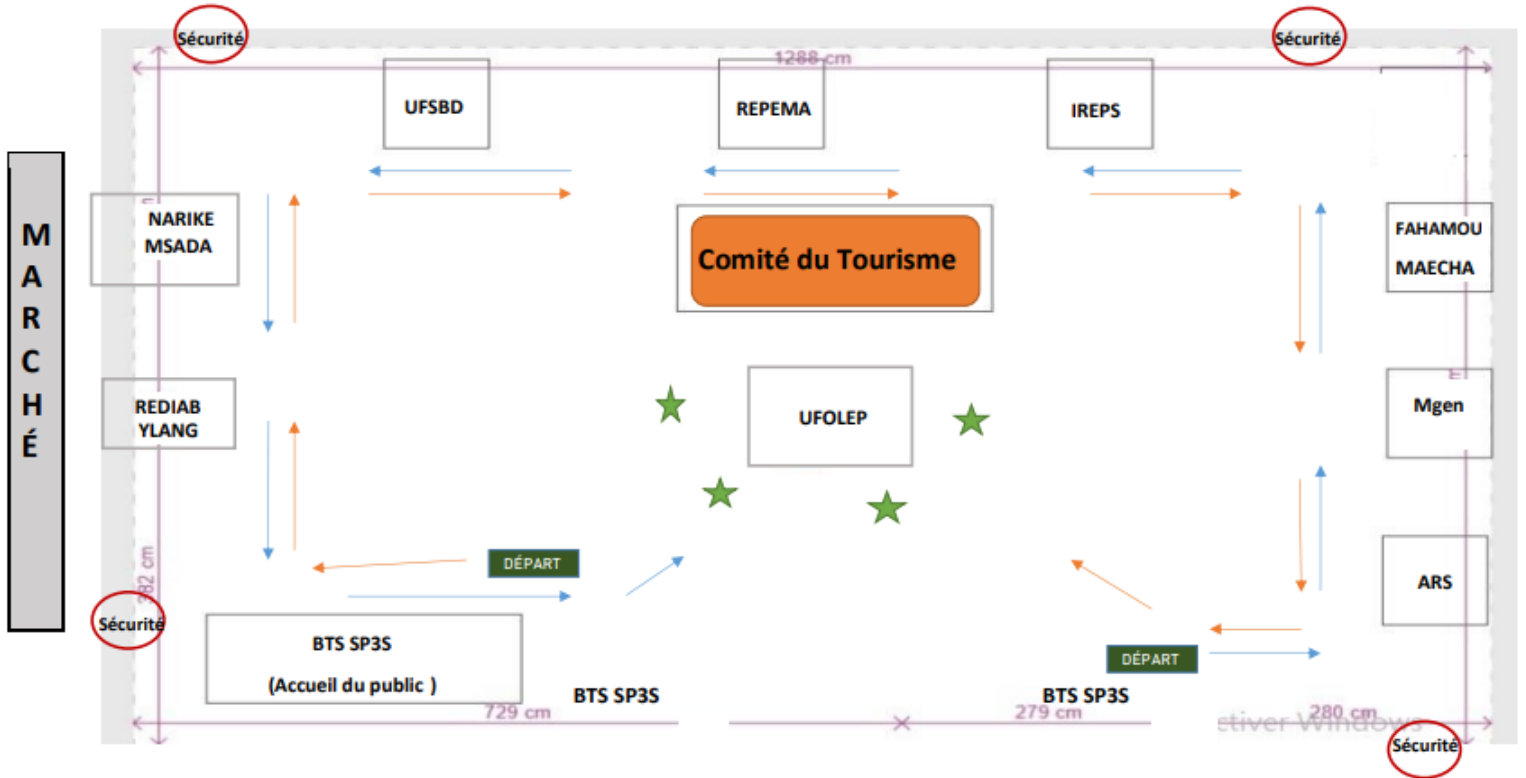 Sécurité
Sécurité
1288 cm
UFSBD
REPEMA
IREPS
M
A
R
C
H
É
NARIKE
MSADA
Comité du Tourisme
FAHAMOU
MAECHA
REDIAB
YLANG
UFOLEP
Mgen
DÉPART
382 cm
ARS
Sécurité
BTS SP3S
(Accueil du public )
DÉPART
BTS SP3S
BTS SP3S
729 cm
279 cm
280 cm
ctiver Windows
Sécurité